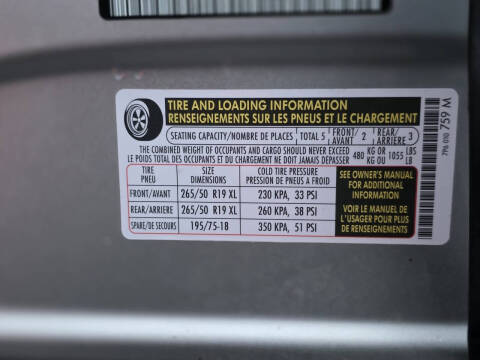 TIRE AND LOADING INFORMATION
RENSEIGNEMENTS SUR LES PNEUS ET LE CHARGEMENT
SEATING CAPACITY/NOMBRE DE PLACES TOTAL 5 FRONT/AVANT 2 REAR/ARRIERE 3
THE COMBINED WEIGHT OF OCCUPANTS AND CARGO SHOULD NEVER EXCEED 480 KG OR 1055 LBS
LE POIDS TOTAL DES OCCUPANTS ET DU CHARGEMENT NE DOIT JAMAIS DÉPASSER KG OU LB
TIRE PNEU SIZE DIMENSIONS COLD TIRE PRESSURE PRESSION DE PNEUS A FROID
FRONT/AVANT 265/50 R19 XL 230 KPA, 33 PSI
REAR/ARRIERE 265/50 R19 XL 260 KPA, 38 PSI
SPARE/DE SECOURS 195/75-18 350 KPA, 51 PSI
SEE OWNER'S MANUAL
FOR ADDITIONAL
INFORMATION
VOIR LE MANUEL DE
L'USAGER POUR PLUS
DE RENSEIGNEMENTS
7P6 010 759 M